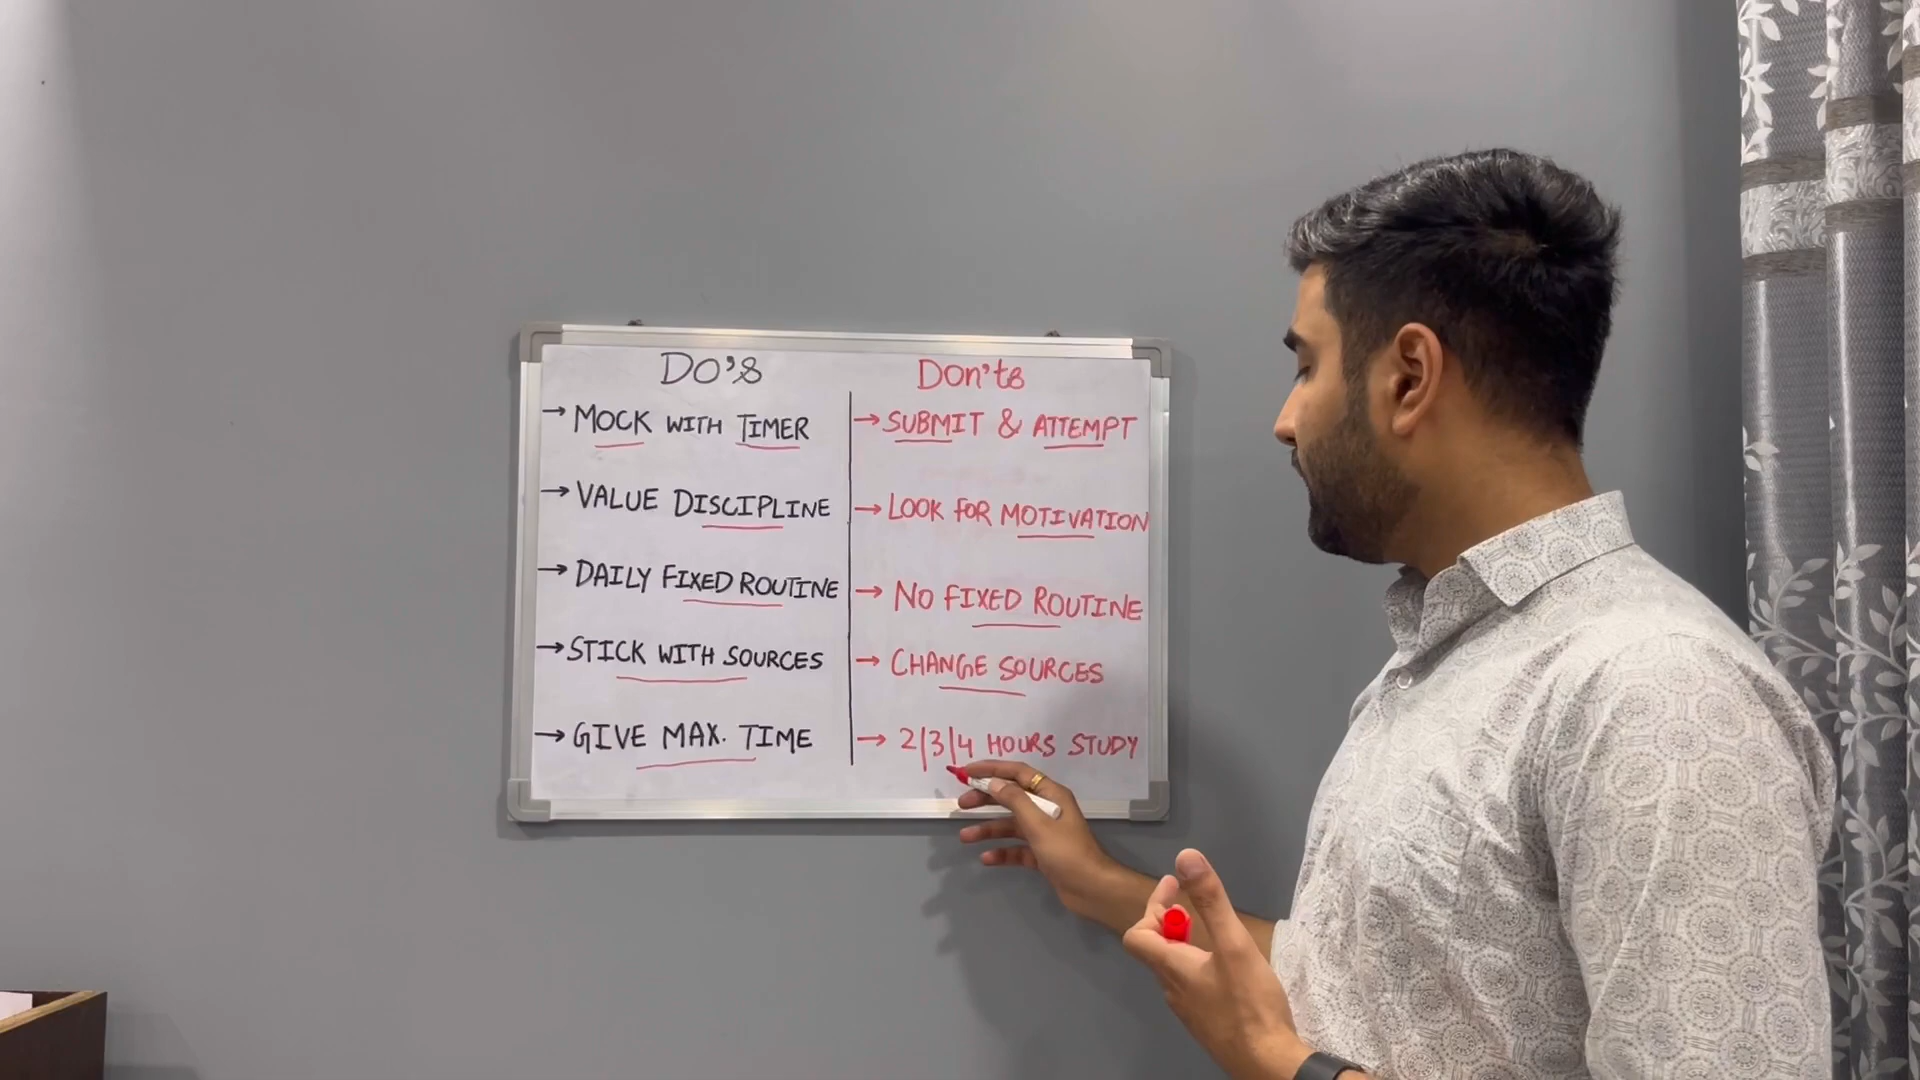 DO'S
→ MOCK WITH TIMER
→ VALUE DISCIPLINE
→ DAILY FIXED ROUTINE
→ STICK WITH SOURCES
→ GIVE MAX. TIME
Don'ts
→ SUBMIT & ATTEMPT
→ LOOK FOR MOTIVATION
→ NO FIXED ROUTINE
→ CHANGE SOURCES
→ 2|3|4 HOURS STUDY